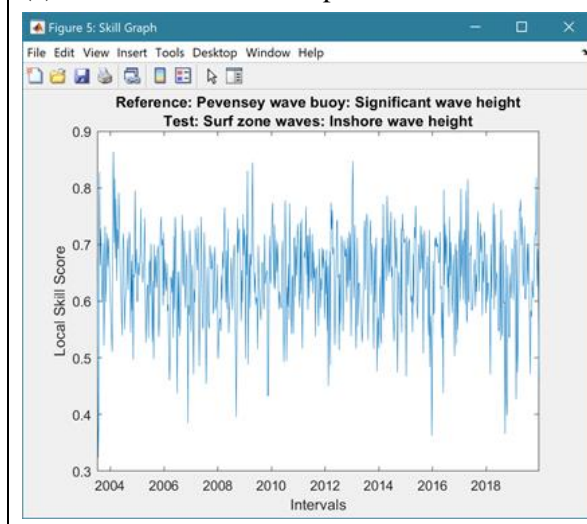 Figure 5: Skill Graph
File Edit View Insert Tools Desktop Window Help
Reference: Pevensey wave buoy: Significant wave height
Test: Surf zone waves: Inshore wave height
0.9
0.8
0.7
0.6
0.5
0.4
0.3
Local Skill Score
2004 2006 2008 2010 2012 2014 2016 2018
Intervals